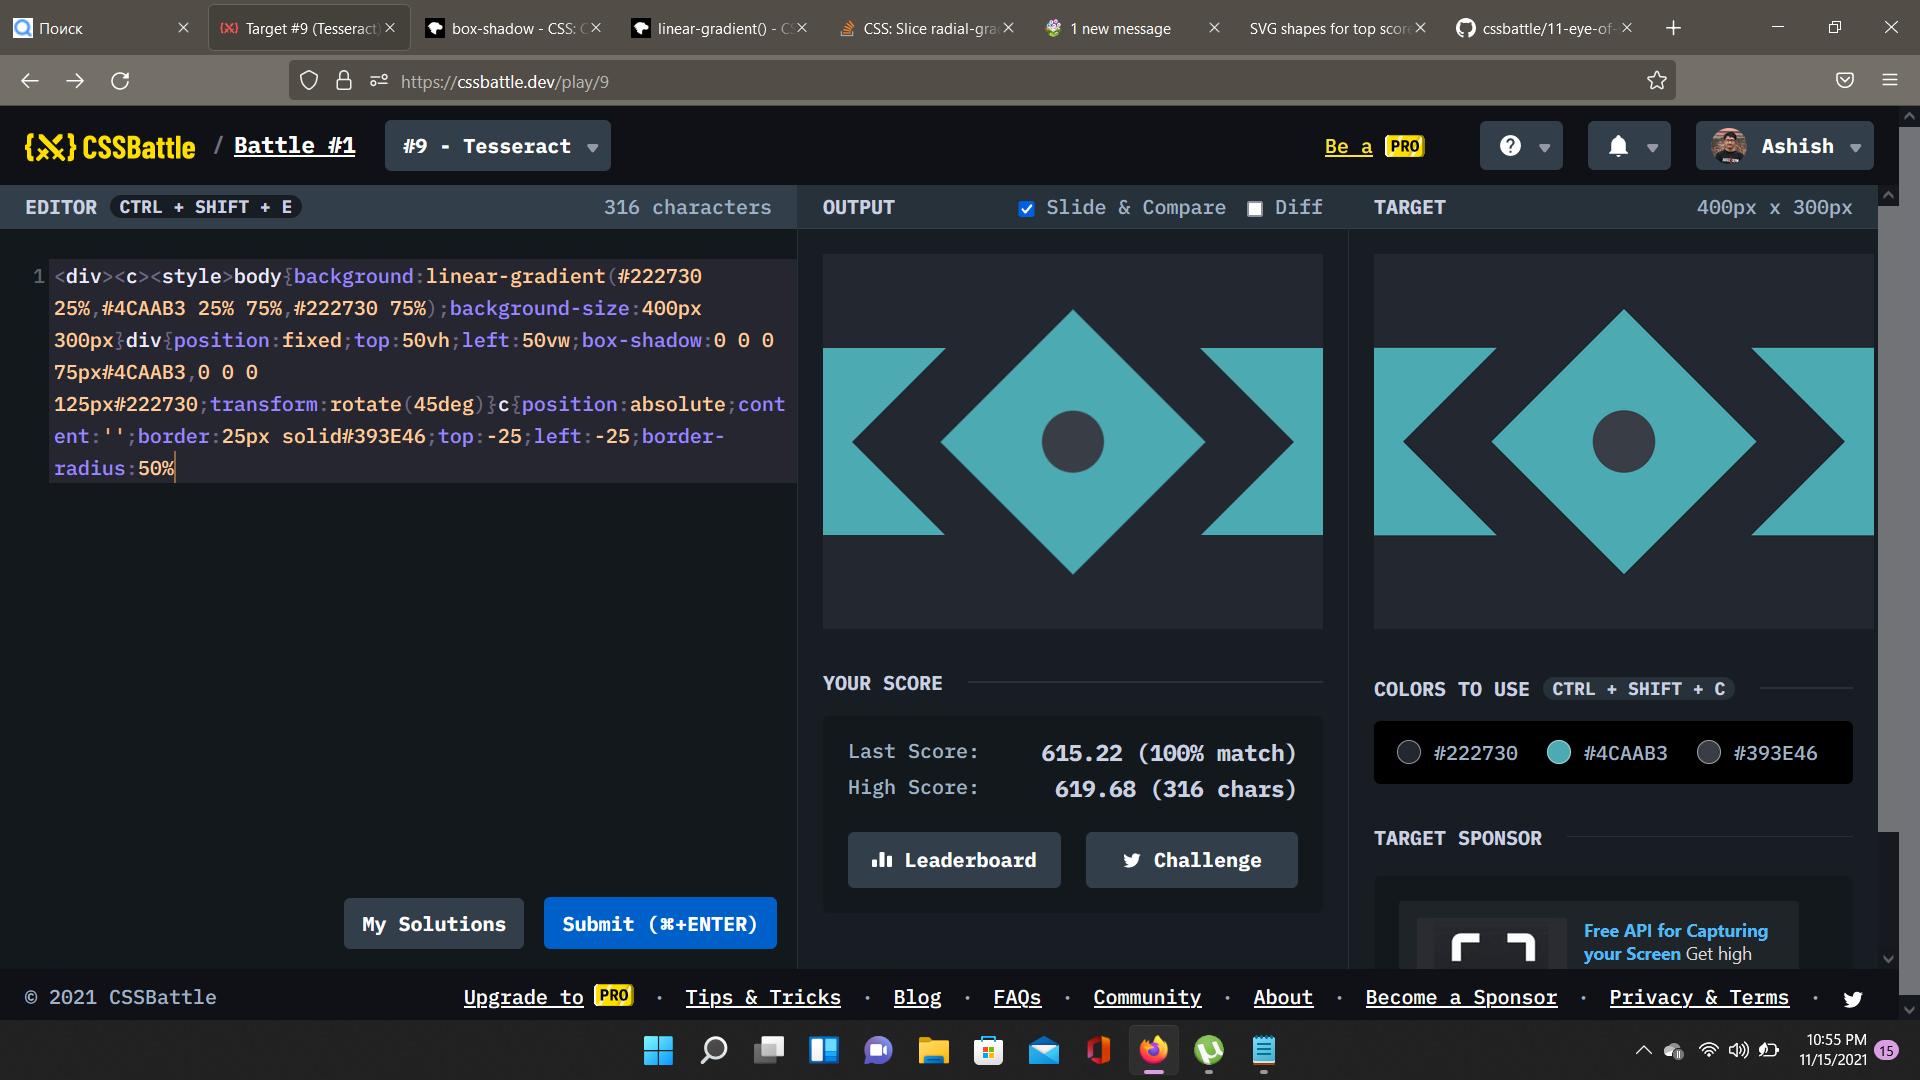 Поиск
Target #9 (Tesseract)
box-shadow - CSS: C
linear-gradient() - CS
CSS: Slice radial-gra
1 new message
SVG shapes for top score
cssbattle/11-eye-of-
https://cssbattle.dev/play/9
{X} CSSBattle / Battle #1
#9 - Tesseract
Be a PRO
?
Ashish
EDITOR CTRL + SHIFT + E
316 characters
OUTPUT
Slide & Compare
Diff
TARGET
400px x 300px
1
<div><c><style>body{background:linear-gradient(#222730
25%,#4CAAB3 25% 75%,#222730 75%);background-size:400px
300px}div{position:fixed;top:50vh;left:50vw;box-shadow:0 0 0
75px#4CAAB3,0 0 0
125px#222730;transform:rotate(45deg)}c{position:absolute;cont
ent:'';border:25px solid#393E46;top:-25;left:-25;border-
radius:50%
YOUR SCORE
Last Score: 615.22 (100% match)
High Score: 619.68 (316 chars)
Leaderboard
Challenge
COLORS TO USE CTRL + SHIFT + C
#222730
#4CAAB3
#393E46
TARGET SPONSOR
Free API for Capturing
your Screen Get high
My Solutions
Submit (⌘+ENTER)
© 2021 CSSBattle
Upgrade to PRO · Tips & Tricks · Blog · FAQs · Community · About · Become a Sponsor · Privacy & Terms ·
10:55 PM
11/15/2021
15